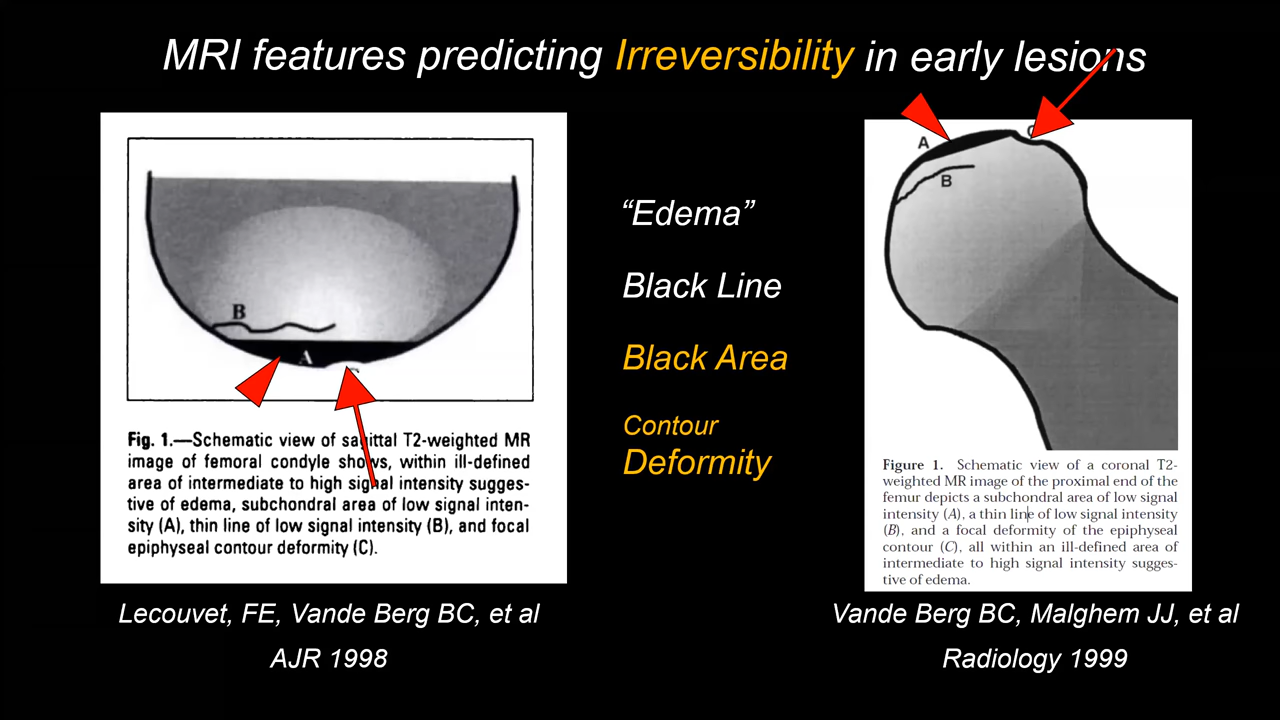 MRI features predicting Irreversibility in early lesions
B
A
Fig. 1.—Schematic view of sagittal T2-weighted MR
image of femoral condyle shows, within ill-defined
area of intermediate to high signal intensity sugges-
tive of edema, subchondral area of low signal inten-
sity (A), thin line of low signal intensity (B), and focal
epiphyseal contour deformity (C).
Lecouvet, FE, Vande Berg BC, et al
AJR 1998
“Edema”
Black Line
Black Area
Contour
Deformity
A
C
B
Figure 1. Schematic view of a coronal T2-
weighted MR image of the proximal end of the
femur depicts a subchondral area of low signal
intensity (A), a thin line of low signal intensity
(B), and a focal deformity of the epiphyseal
contour (C), all within an ill-defined area of
intermediate to high signal intensity sugges-
tive of edema.
Vande Berg BC, Malghem JJ, et al
Radiology 1999